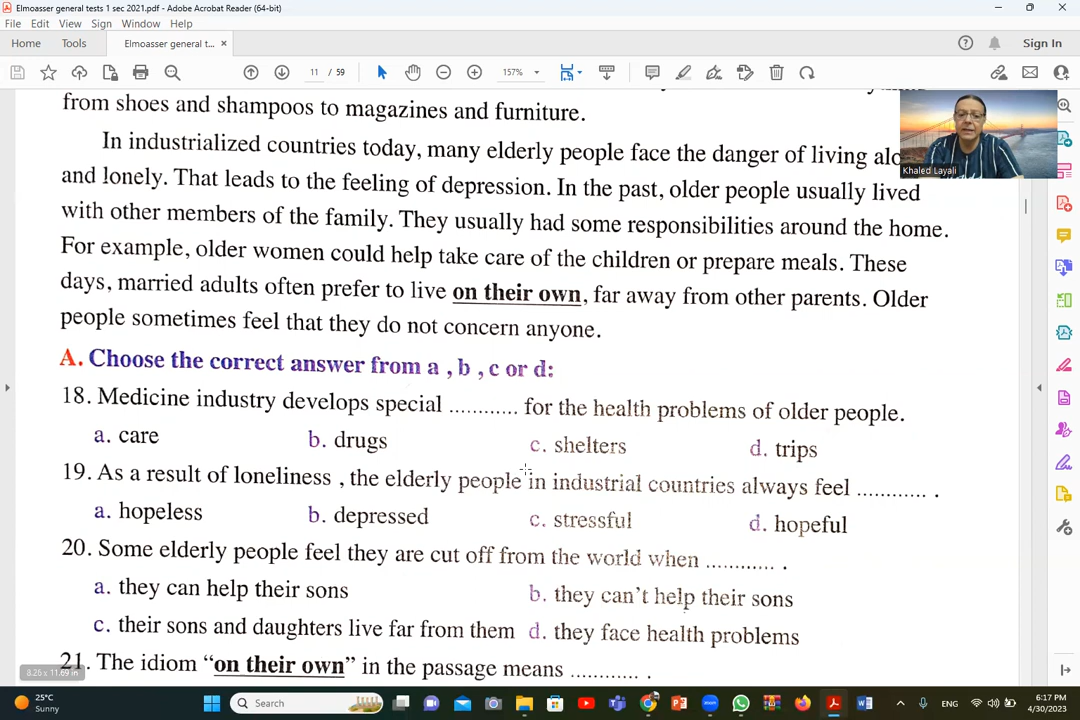 Elmoasser general tests 1 sec 2021.pdf - Adobe Acrobat Reader (64-bit)
File Edit View Sign Window Help
Home Tools Elmoasser general t... × Sign In
11 / 59 157%
from shoes and shampoos to magazines and furniture.
Khaled Layali
In industrialized countries today, many elderly people face the danger of living
and lonely. That leads to the feeling of depression. In the past, older people usually lived
with other members of the family. They usually had some responsibilities around the home.
For example, older women could help take care of the children or prepare meals. These
days, married adults often prefer to live on their own, far away from other parents. Older
people sometimes feel that they do not concern anyone.
A. Choose the correct answer from a , b , c or d:
18. Medicine industry develops special ............ for the health problems of older people.
a. care b. drugs c. shelters d. trips
19. As a result of loneliness , the elderly people in industrial countries always feel ............ .
a. hopeless b. depressed c. stressful d. hopeful
20. Some elderly people feel they are cut off from the world when ............ .
a. they can help their sons b. they can't help their sons
c. their sons and daughters live far from them d. they face health problems
21. The idiom “on their own” in the passage means ............ .
8.26 x 11.69 in
25°C
Sunny
Search
ENG
6:17 PM
4/30/2023